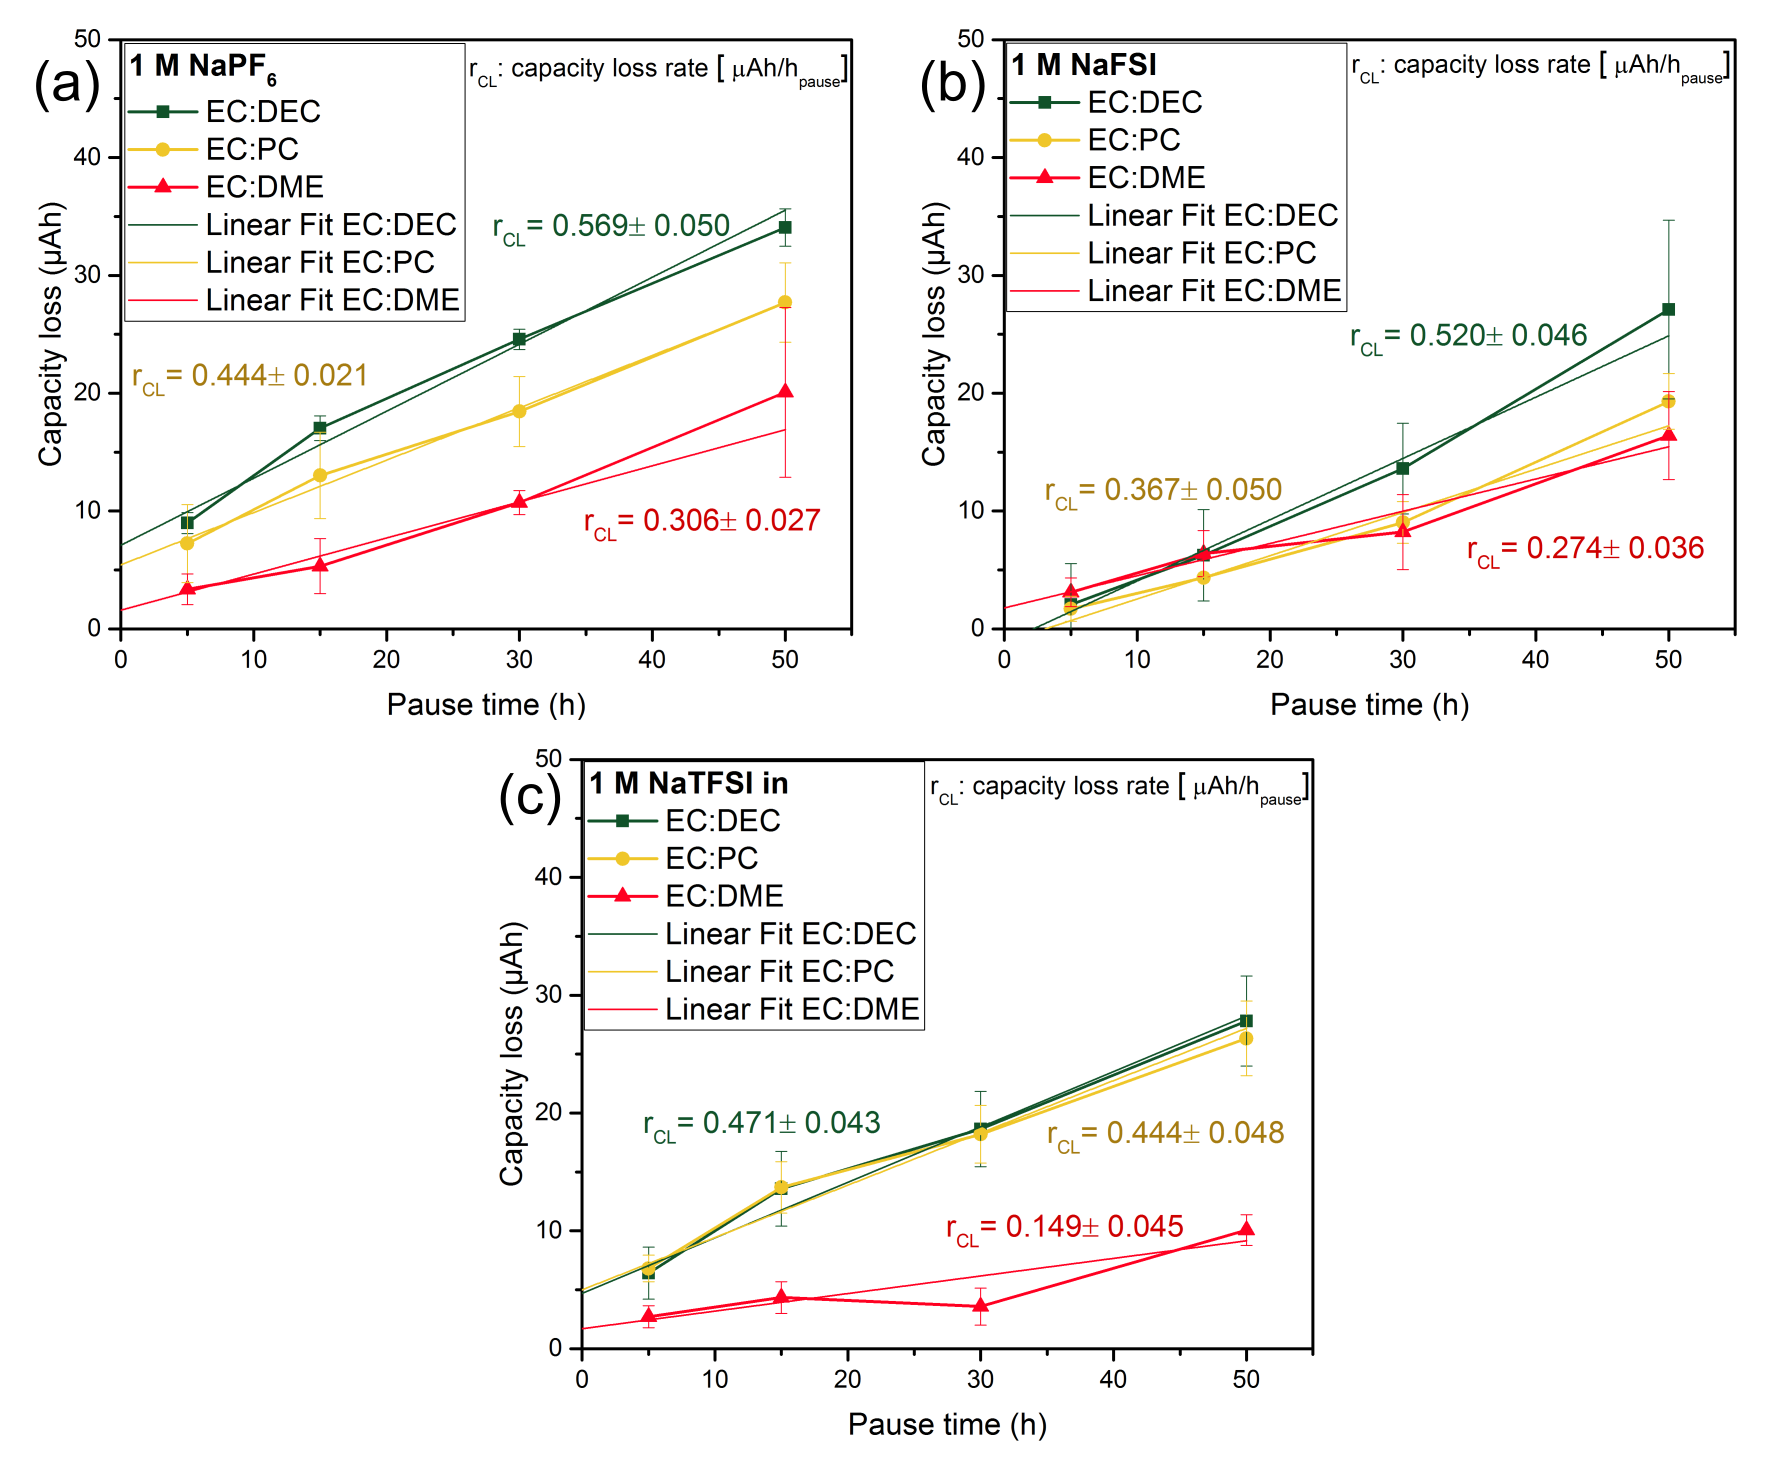 (a)
1 M NaPF6
rCL: capacity loss rate [ µAh/hpause]
EC:DEC
EC:PC
EC:DME
Linear Fit EC:DEC
Linear Fit EC:PC
Linear Fit EC:DME
rCL= 0.569± 0.050
rCL= 0.444± 0.021
rCL= 0.306± 0.027
Capacity loss (µAh)
50
40
30
20
10
0
0 10 20 30 40 50
Pause time (h)
(b)
1 M NaFSI
rCL: capacity loss rate [ µAh/hpause]
EC:DEC
EC:PC
EC:DME
Linear Fit EC:DEC
Linear Fit EC:PC
Linear Fit EC:DME
rCL= 0.520± 0.046
rCL= 0.367± 0.050
rCL= 0.274± 0.036
Capacity loss (µAh)
50
40
30
20
10
0
0 10 20 30 40 50
Pause time (h)
(c)
1 M NaTFSI in
rCL: capacity loss rate [ µAh/hpause]
EC:DEC
EC:PC
EC:DME
Linear Fit EC:DEC
Linear Fit EC:PC
Linear Fit EC:DME
rCL= 0.471± 0.043
rCL= 0.444± 0.048
rCL= 0.149± 0.045
Capacity loss (µAh)
50
40
30
20
10
0
0 10 20 30 40 50
Pause time (h)